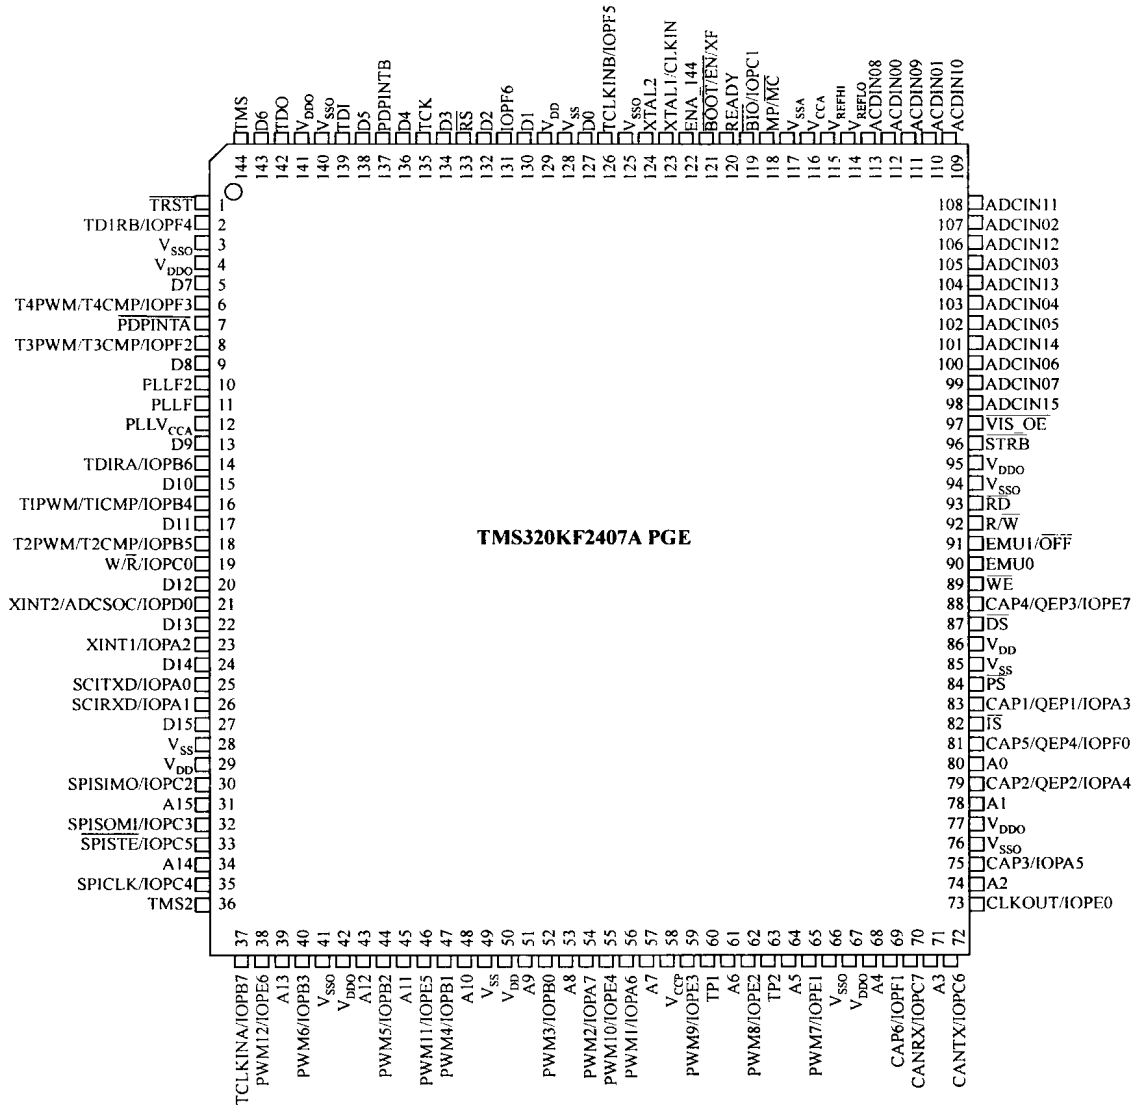 TMS 144
D6 143
TDO 142
VDDO 141
VSSO 140
TDI 139
D5 138
PDPINTB 137
D4 136
TCK 135
D3 134
RS 133
D2 132
IOPF6 131
D1 130
VDD 129
VSS 128
D0 127
TCLKINB/IOPF5 126
VSSO 125
XTAL2 124
XTAL1/CLKIN 123
ENA_144 122
BOOT/EN/XF 121
READY 120
BIO/IOPC1 119
MP/MC 118
VSSA 117
VCCA 116
VREFHI 115
VREFLO 114
ACDIN08 113
ACDIN00 112
ACDIN09 111
ACDIN01 110
ACDIN10 109
TRST 1
TD1RB/IOPF4 2
VSSO 3
VDDO 4
D7 5
T4PWM/T4CMP/IOPF3 6
PDPINTA 7
T3PWM/T3CMP/IOPF2 8
D8 9
PLLF2 10
PLLF 11
PLLVCCA 12
D9 13
TDIRA/IOPB6 14
D10 15
TIPWM/TICMP/IOPB4 16
D11 17
T2PWM/T2CMP/IOPB5 18
W/R/IOPC0 19
D12 20
XINT2/ADCSOC/IOPD0 21
D13 22
XINT1/IOPA2 23
D14 24
SCITXD/IOPA0 25
SCIRXD/IOPA1 26
D15 27
VSS 28
VDD 29
SPISIMO/IOPC2 30
A15 31
SPISOMI/IOPC3 32
SPISTE/IOPC5 33
A14 34
SPICLK/IOPC4 35
TMS2 36
TMS320KF2407A PGE
108 ADCIN11
107 ADCIN02
106 ADCIN12
105 ADCIN03
104 ADCIN13
103 ADCIN04
102 ADCIN05
101 ADCIN14
100 ADCIN06
99 ADCIN07
98 ADCIN15
97 VIS_OE
96 STRB
95 VDDO
94 VSSO
93 RD
92 R/W
91 EMU1/OFF
90 EMU0
89 WE
88 CAP4/QEP3/IOPE7
87 DS
86 VDD
85 VSS
84 PS
83 CAP1/QEP1/IOPA3
82 IS
81 CAP5/QEP4/IOPF0
80 A0
79 CAP2/QEP2/IOPA4
78 A1
77 VDDO
76 VSSO
75 CAP3/IOPA5
74 A2
73 CLKOUT/IOPE0
37 TCLKINA/IOPB7
38 PWM12/IOPE6
39 A13
40 PWM6/IOPB3
41 VSSO
42 VDDO
43 A12
44 PWM5/IOPB2
45 A11
46 PWM11/IOPE5
47 PWM4/IOPB1
48 A10
49 VSS
50 VDD
51 A9
52 PWM3/IOPB0
53 A8
54 PWM2/IOPA7
55 PWM10/IOPE4
56 PWM1/IOPA6
57 A7
58 VCCP
59 PWM9/IOPE3
60 TP1
61 A6
62 PWM8/IOPE2
63 TP2
64 A5
65 PWM7/IOPE1
66 VSSO
67 VDDO
68 A4
69 CAP6/IOPF1
70 CANRX/IOPC7
71 A3
72 CANTX/IOPC6